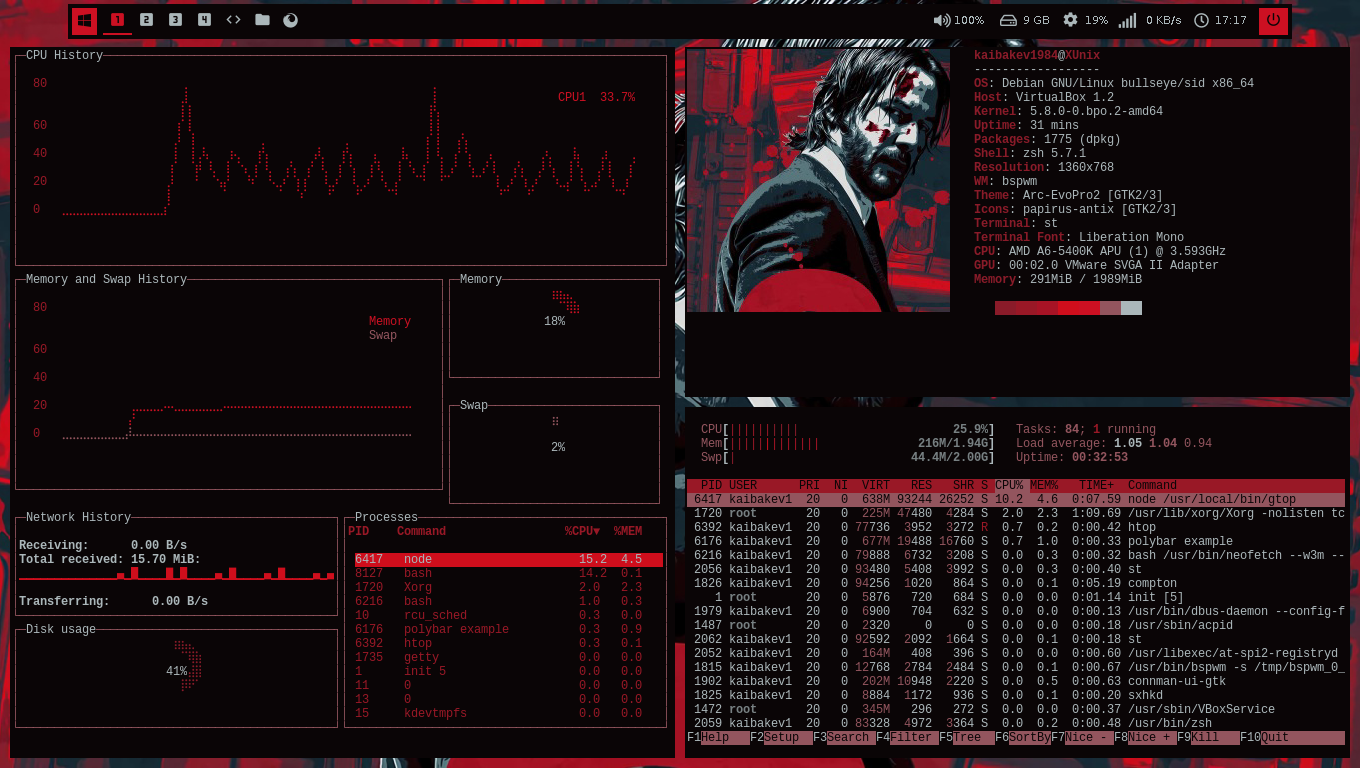 1 2 3 4 100% 9 GB 19% 0 KB/s 17:17
CPU History
80
CPU1 33.7%
60
40
20
0
Memory and Swap History
80
Memory
Swap
60
40
20
0
Memory
18%
Swap
2%
Network History
Receiving: 0.00 B/s
Total received: 15.70 MiB:
Transferring: 0.00 B/s
Disk usage
41%
Processes
PID Command %CPU▼ %MEM
6417 node 15.2 4.5
8127 bash 14.2 0.1
1720 Xorg 2.0 2.3
6216 bash 1.0 0.3
10 rcu_sched 0.3 0.0
6176 polybar example 0.3 0.9
6392 htop 0.3 0.1
1735 getty 0.0 0.0
1 init 5 0.0 0.0
11 0 0.0 0.0
13 0 0.0 0.0
15 kdevtmpfs 0.0 0.0
kaibakev1984@XUnix
------------------
OS: Debian GNU/Linux bullseye/sid x86_64
Host: VirtualBox 1.2
Kernel: 5.8.0-0.bpo.2-amd64
Uptime: 31 mins
Packages: 1775 (dpkg)
Shell: zsh 5.7.1
Resolution: 1360x768
WM: bspwm
Theme: Arc-EvoPro2 [GTK2/3]
Icons: papirus-antix [GTK2/3]
Terminal: st
Terminal Font: Liberation Mono
CPU: AMD A6-5400K APU (1) @ 3.593GHz
GPU: 00:02.0 VMware SVGA II Adapter
Memory: 291MiB / 1989MiB
CPU[|||||||||| 25.9%] Tasks: 84; 1 running
Mem[||||||||||||| 216M/1.94G] Load average: 1.05 1.04 0.94
Swp[| 44.4M/2.00G] Uptime: 00:32:53
PID USER PRI NI VIRT RES SHR S CPU% MEM% TIME+ Command
6417 kaibakev1 20 0 638M 93244 26252 S 10.2 4.6 0:07.59 node /usr/local/bin/gtop
1720 root 20 0 225M 47480 4284 S 2.0 2.3 1:09.69 /usr/lib/xorg/Xorg -nolisten tc
6392 kaibakev1 20 0 77736 3952 3272 R 0.7 0.2 0:00.42 htop
6176 kaibakev1 20 0 677M 19488 16760 S 0.7 1.0 0:00.33 polybar example
6216 kaibakev1 20 0 79888 6732 3208 S 0.0 0.3 0:00.32 bash /usr/bin/neofetch --w3m --
2056 kaibakev1 20 0 93480 5408 3992 S 0.0 0.3 0:00.40 st
1826 kaibakev1 20 0 94256 1020 864 S 0.0 0.1 0:05.19 compton
1 root 20 0 5876 720 684 S 0.0 0.0 0:01.14 init [5]
1979 kaibakev1 20 0 6900 704 632 S 0.0 0.0 0:00.13 /usr/bin/dbus-daemon --config-f
1487 root 20 0 2320 0 0 S 0.0 0.0 0:00.18 /usr/sbin/acpid
2062 kaibakev1 20 0 92592 2092 1664 S 0.0 0.1 0:00.18 st
2052 kaibakev1 20 0 164M 408 396 S 0.0 0.0 0:00.60 /usr/libexec/at-spi2-registryd
1815 kaibakev1 20 0 12768 2784 2484 S 0.0 0.1 0:00.67 /usr/bin/bspwm -s /tmp/bspwm_0_
1902 kaibakev1 20 0 202M 10948 2220 S 0.0 0.5 0:00.63 connman-ui-gtk
1825 kaibakev1 20 0 8884 1172 936 S 0.0 0.1 0:00.20 sxhkd
1472 root 20 0 345M 296 272 S 0.0 0.0 0:00.37 /usr/sbin/VBoxService
2059 kaibakev1 20 0 83328 4972 3364 S 0.0 0.2 0:00.48 /usr/bin/zsh
F1Help F2Setup F3Search F4Filter F5Tree F6SortBy F7Nice - F8Nice + F9Kill F10Quit